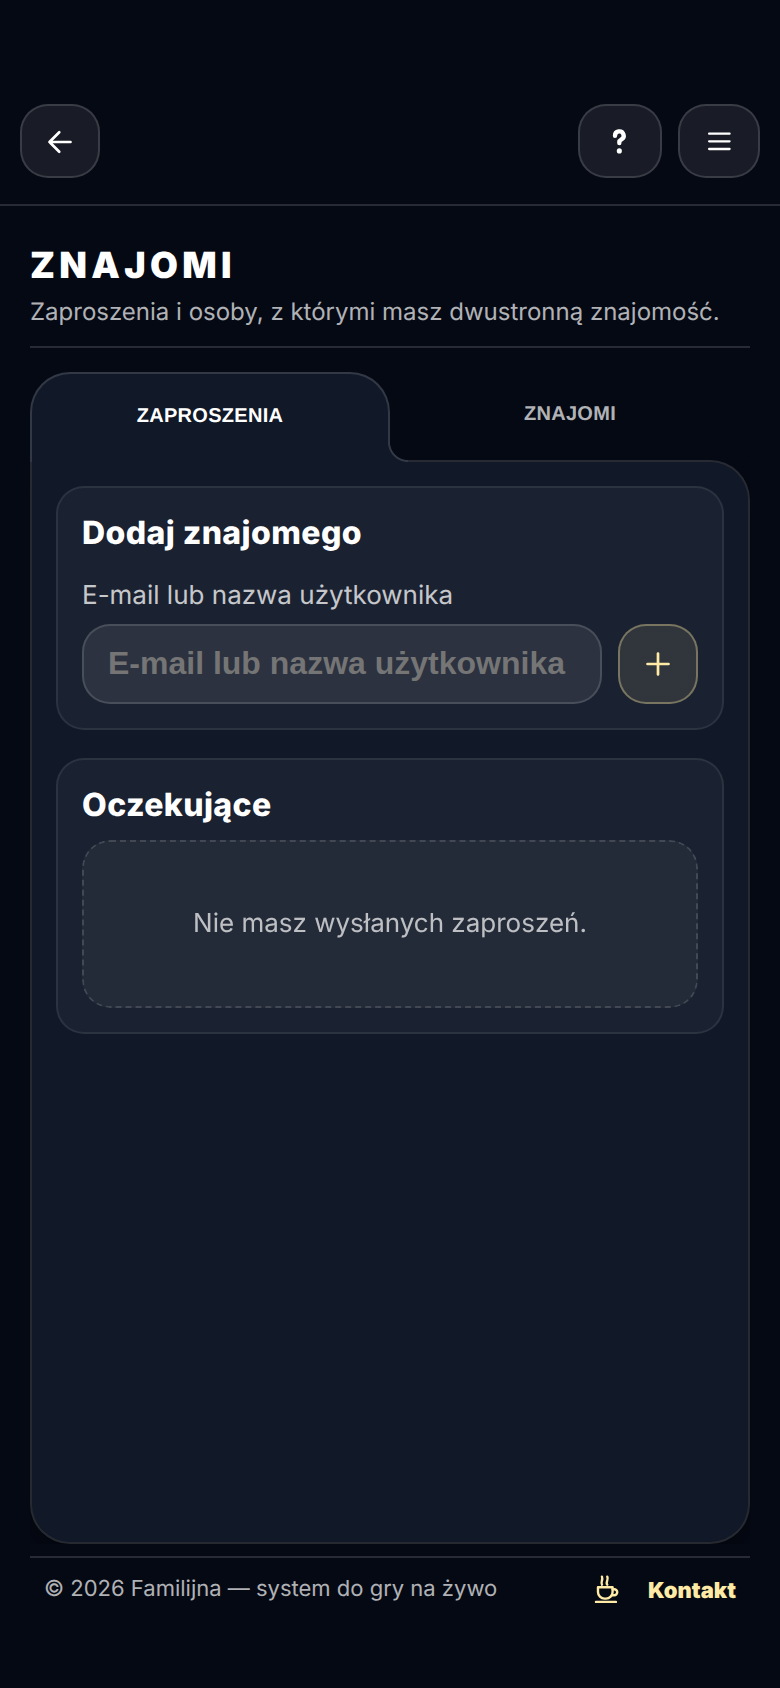 ?
ZNAJOMI
Zaproszenia i osoby, z którymi masz dwustronną znajomość.
ZAPROSZENIA
ZNAJOMI
Dodaj znajomego
E-mail lub nazwa użytkownika
E-mail lub nazwa użytkownika
Oczekujące
Nie masz wysłanych zaproszeń.
© 2026 Familijna — system do gry na żywo
Kontakt